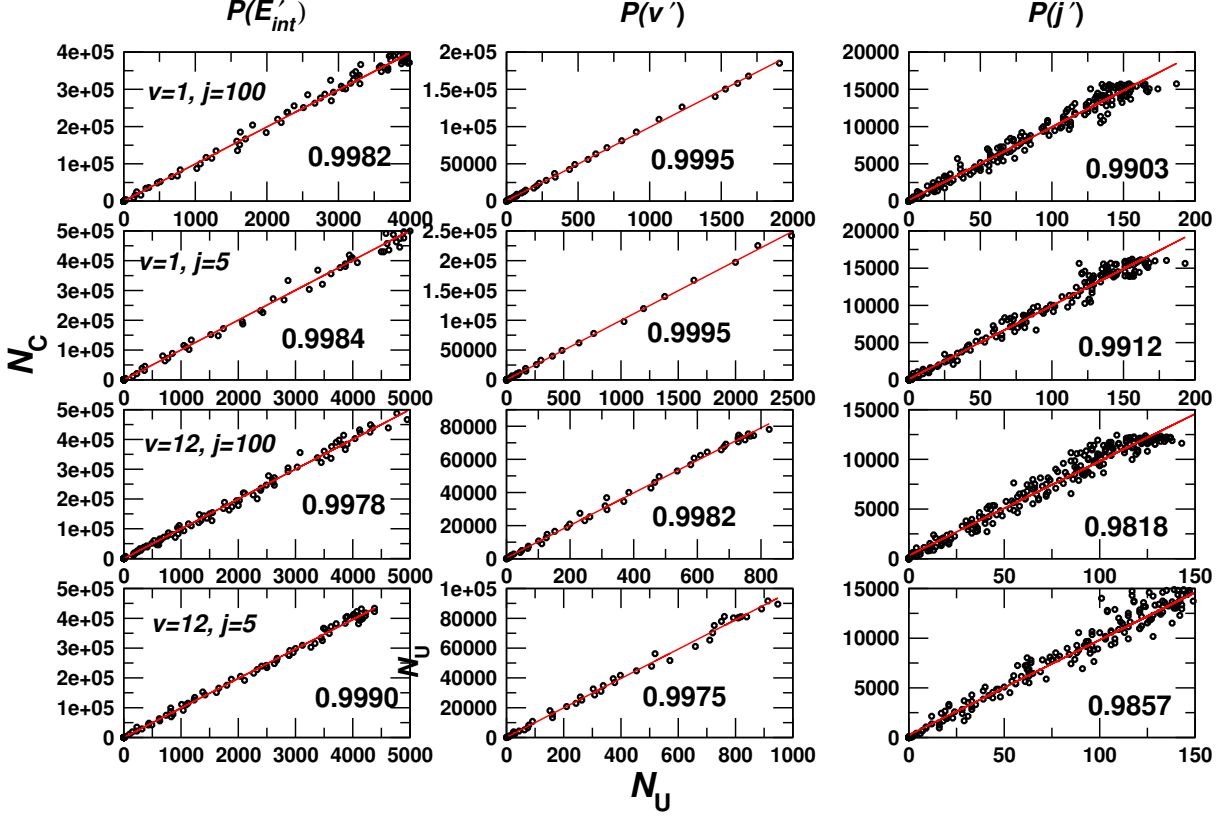 P(E′int) P(v′) P(j′)
4e+05 2e+05 20000
v=1, j=100
3e+05 1.5e+05 15000
2e+05 1e+05 10000
1e+05 50000 5000
0.9982 0.9995 0.9903
0 0 0
0 1000 2000 3000 4000 0 500 1000 1500 2000 0 50 100 150 200
5e+05 2.5e+05 20000
v=1, j=5
4e+05 2e+05 15000
3e+05 1.5e+05 10000
2e+05 1e+05 5000
1e+05 50000
0.9984 0.9995 0.9912
0 0 0
0 1000 2000 3000 4000 5000 0 500 1000 1500 2000 2500 0 50 100 150 200
NC
5e+05 80000 15000
v=12, j=100
4e+05 60000 10000
3e+05 40000 5000
2e+05 20000
1e+05
0.9978 0.9982 0.9818
0 0 0
0 1000 2000 3000 4000 5000 0 200 400 600 800 0 50 100 150
5e+05 1e+05 15000
v=12, j=5
4e+05 80000 10000
3e+05 60000 5000
2e+05 40000
1e+05 20000
NU
0.9990 0.9975 0.9857
0 0 0
0 1000 2000 3000 4000 5000 0 200 400 600 800 1000 0 50 100 150
NU